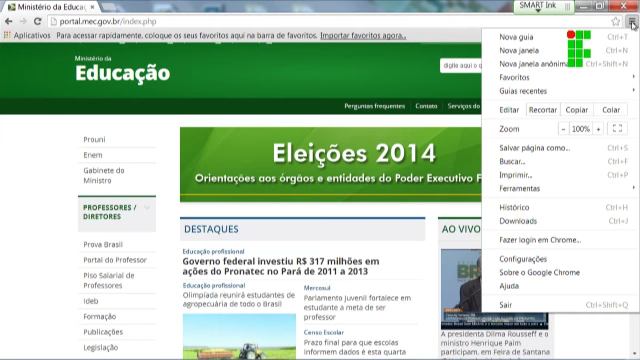 Ministério da Educaç
SMART Ink
portal.mec.gov.br/index.php
Aplicativos Para acessar rapidamente, coloque os seus favoritos aqui na barra de favoritos. Importar favoritos agora...
Ministério da
Educação
digite aqui o
Perguntas frequentes Contato Serviços do
Prouni
Enem
Gabinete do
Ministro
PROFESSORES /
DIRETORES
Prova Brasil
Portal do Professor
Piso Salarial de
Professores
Ideb
Formação
Publicações
Legislação
Eleições 2014
Orientações aos órgãos e entidades do Poder Executivo F
DESTAQUES
Educação profissional
Governo federal investiu R$ 317 milhões em
ações do Pronatec no Pará de 2011 a 2013
Educação profissional
Olimpíada reunirá estudantes de
agropecuária de todo o Brasil
Mercosul
Parlamento Juvenil fortalece em
estudante a meta de ser
professor
Censo Escolar
Prazo final para que escolas
informem dados é esta quarta
AO VIVO
A presidenta Dilma Rousseff e o
ministro Henrique Paim
participam, em Feira de Santana
Nova guia Ctrl+T
Nova janela Ctrl+N
Nova janela anônim Ctrl+Shift+N
Favoritos
Guias recentes
Editar Recortar Copiar Colar
Zoom - 100% +
Salvar página como... Ctrl+S
Buscar... Ctrl+F
Imprimir... Ctrl+P
Ferramentas
Histórico Ctrl+H
Downloads Ctrl+J
Fazer login em Chrome...
Configurações
Sobre o Google Chrome
Ajuda
Sair Ctrl+Shift+Q